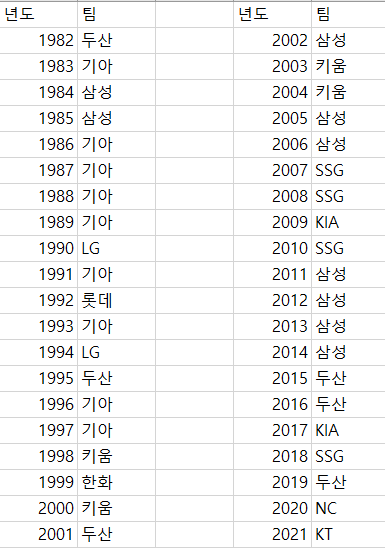 년도 팀 년도 팀
1982 두산 2002 삼성
1983 기아 2003 키움
1984 삼성 2004 키움
1985 삼성 2005 삼성
1986 기아 2006 삼성
1987 기아 2007 SSG
1988 기아 2008 SSG
1989 기아 2009 KIA
1990 LG 2010 SSG
1991 기아 2011 삼성
1992 롯데 2012 삼성
1993 기아 2013 삼성
1994 LG 2014 삼성
1995 두산 2015 두산
1996 기아 2016 두산
1997 기아 2017 KIA
1998 키움 2018 SSG
1999 한화 2019 두산
2000 키움 2020 NC
2001 두산 2021 KT